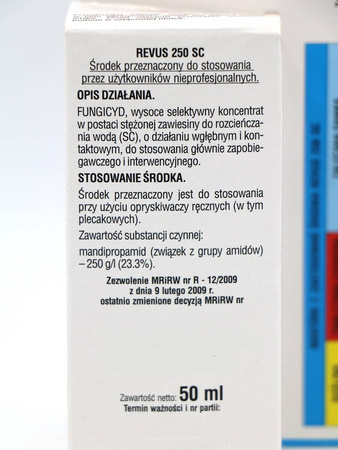 REVUS 250 SC
Środek przeznaczony do stosowania
przez użytkowników nieprofesjonalnych.
OPIS DZIAŁANIA.
FUNGICYD, wysoce selektywny koncentrat
w postaci stężonej zawiesiny do rozcieńcza-
nia wodą (SC), o działaniu wgłębnym i kon-
taktowym, do stosowania głównie zapobie-
gawczego i interwencyjnego.
STOSOWANIE ŚRODKA.
Środek przeznaczony jest do stosowania
przy użyciu opryskiwaczy ręcznych (w tym
plecakowych).
Zawartość substancji czynnej:
mandipropamid (związek z grupy amidów)
– 250 g/l (23.3%).
Zezwolenie MRiRW nr R - 12/2009
z dnia 9 lutego 2009 r.
ostatnio zmienione decyzją MRiRW nr
Zawartość netto: 50 ml
Termin ważności i nr partii: